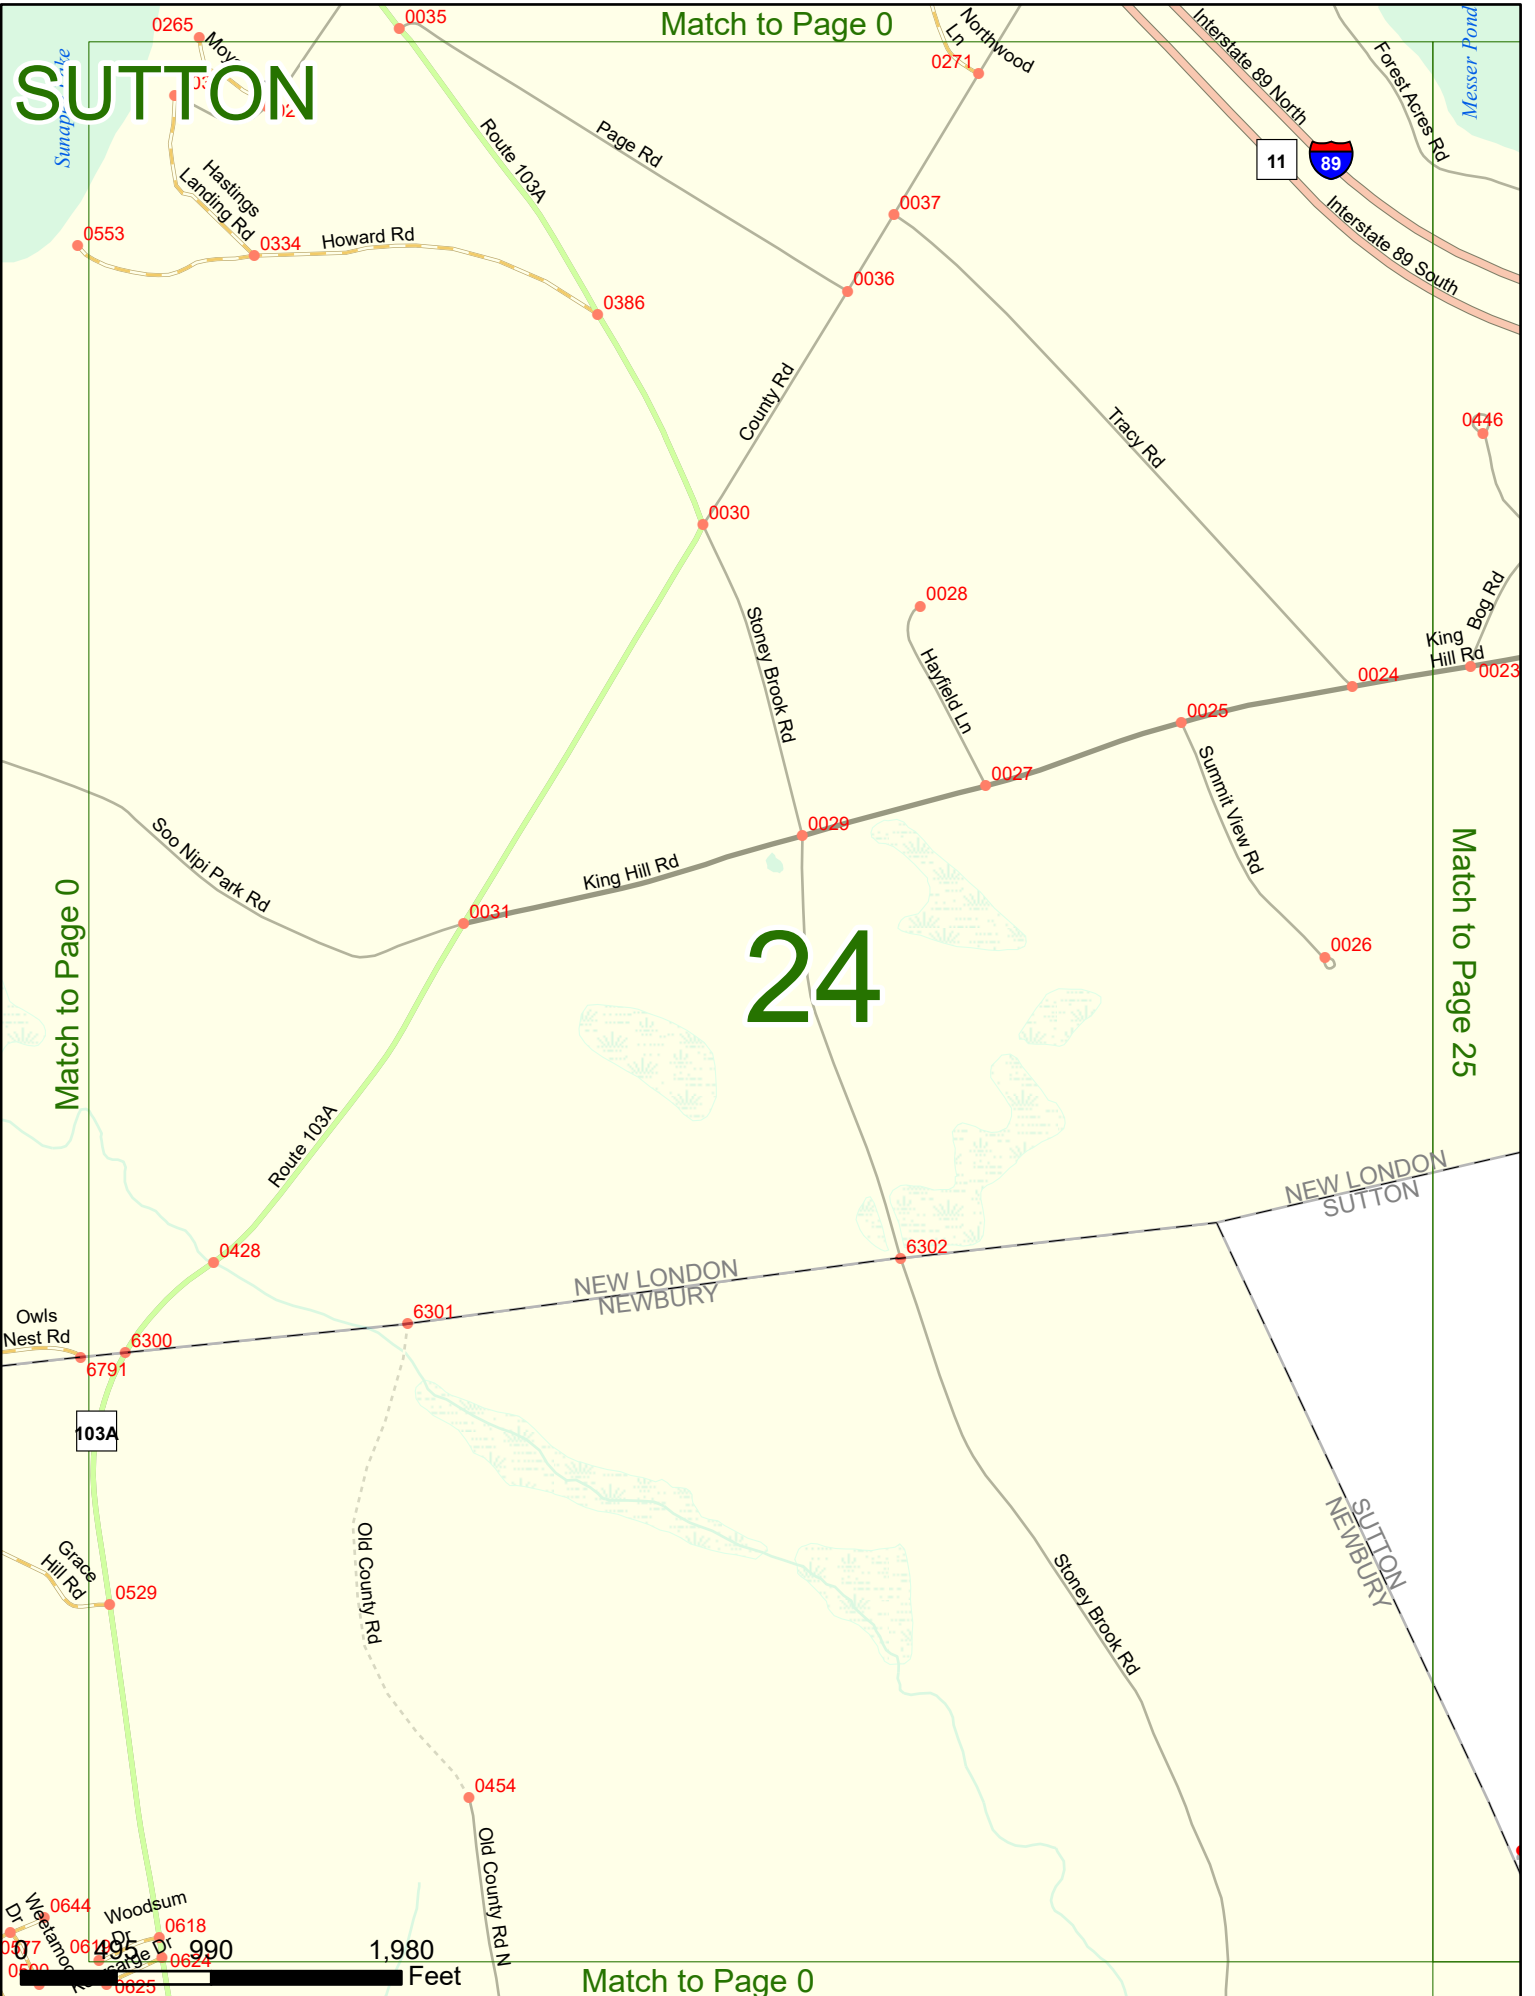 Match to Page 0
SUTTON
0265
0035
Northwood
Ln
0271
Interstate 89 North
Forest Acres Rd
Messer Pond
Page Rd
Route 103A
11
89
Interstate 89 South
Hastings
Landing Rd
0553
0334
Howard Rd
0037
0036
0386
County Rd
Tracy Rd
0446
0030
0028
Stoney Brook Rd
Hayfield Ln
Bog Rd
King
Hill Rd
0023
0024
0025
0027
Summit View Rd
0029
Soo Nipi Park Rd
King Hill Rd
0031
24
0026
Match to Page 0
Match to Page 25
Route 103A
NEW LONDON
SUTTON
0428
6302
NEW LONDON
NEWBURY
Owls
Nest Rd
6301
6300
6791
103A
SUTTON
NEWBURY
Grace
Hill Rd
0529
Old County Rd
Stoney Brook Rd
0454
Old County Rd N
0644
Woodsum
Dr
Dr
0618
0619
0624
0577
0625
0
495
990
1,980
Feet
Match to Page 0